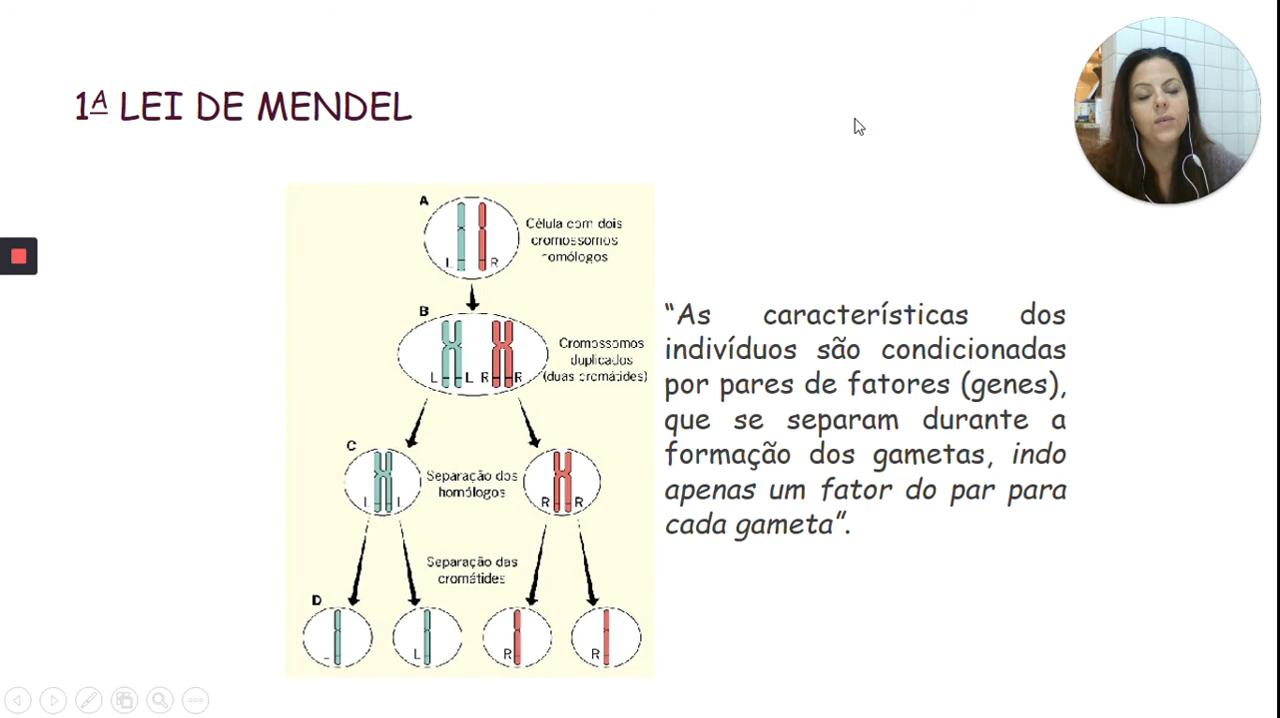 1ª LEI DE MENDEL
A
Célula com dois
cromossomos
homólogos
L R
B
Cromossomos
duplicados
(duas cromátides)
L L R R
C
Separação dos
homólogos
L L R R
Separação das
cromátides
D
L L R R
“As características dos
indivíduos são condicionadas
por pares de fatores (genes),
que se separam durante a
formação dos gametas, indo
apenas um fator do par para
cada gameta”.